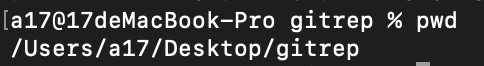 [a17@17deMacBook-Pro gitrep % pwd
/Users/a17/Desktop/gitrep